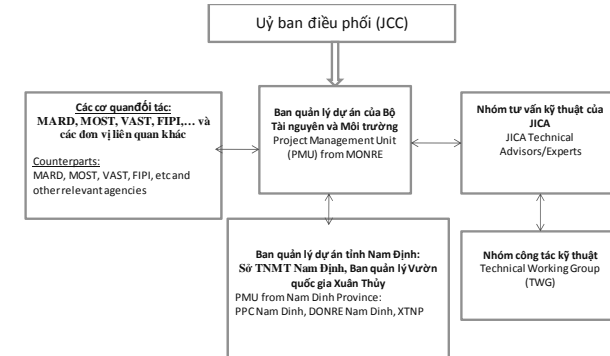 Uỷ ban điều phối (JCC)
Các cơ quanđối tác:
MARD, MOST, VAST, FIPI,… và
các đơn vị liên quan khác
Counterparts:
MARD, MOST, VAST, FIPI, etc and
other relevant agencies
Ban quản lý dự án của Bộ
Tài nguyên và Môi trường
Project Management Unit
(PMU) from MONRE
Nhóm tư vấn kỹ thuật của
JICA
JICA Technical
Advisors/Experts
Ban quản lý dự án tỉnh Nam Định:
Sở TNMT Nam Định, Ban quản lý Vườn
quốc gia Xuân Thủy
PMU from Nam Dinh Province:
PPC Nam Dinh, DONRE Nam Dinh, XTNP
Nhóm công tác kỹ thuật
Technical Working Group
(TWG)